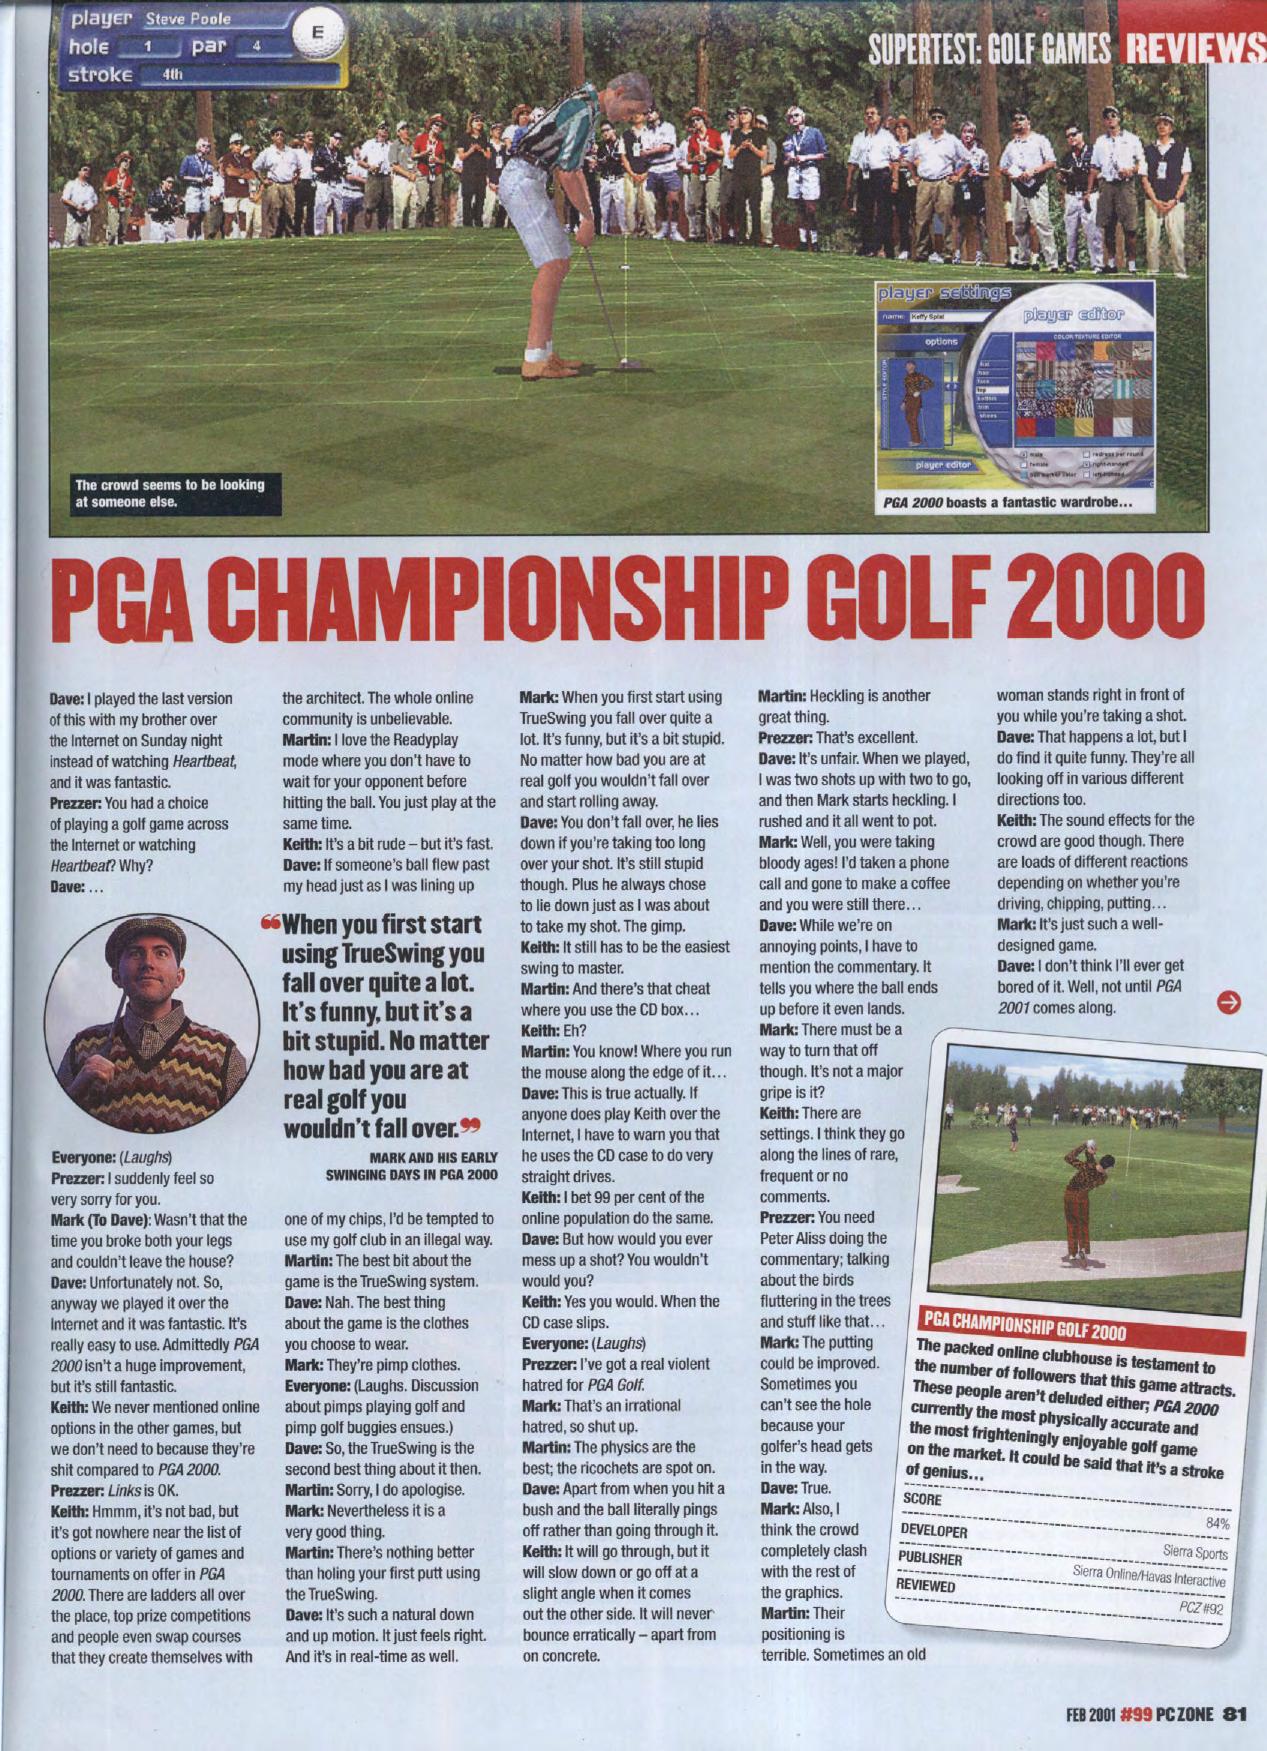 player Steve Poole
hole 1 par 4
stroke 4th
E
SUPERTEST: GOLF GAMES REVIEWS
player settings
name: Keffy Spiel
player editor
COLOR/TEXTURE EDITOR
options
STYLE EDITOR
hat
hair
face
top
bottom
trim
shoes
player editor
male
female
redress per round
right-handed
left-handed
The crowd seems to be looking
at someone else.
PGA 2000 boasts a fantastic wardrobe...
PGA CHAMPIONSHIP GOLF 2000
Dave: I played the last version
of this with my brother over
the Internet on Sunday night
instead of watching Heartbeat,
and it was fantastic.
Prezzer: You had a choice
of playing a golf game across
the Internet or watching
Heartbeat? Why?
Dave: ...
Everyone: (Laughs)
Prezzer: I suddenly feel so
very sorry for you.
Mark (To Dave): Wasn't that the
time you broke both your legs
and couldn't leave the house?
Dave: Unfortunately not. So,
anyway we played it over the
Internet and it was fantastic. It's
really easy to use. Admittedly PGA
2000 isn't a huge improvement,
but it's still fantastic.
Keith: We never mentioned online
options in the other games, but
we don't need to because they're
shit compared to PGA 2000.
Prezzer: Links is OK.
Keith: Hmmm, it's not bad, but
it's got nowhere near the list of
options or variety of games and
tournaments on offer in PGA
2000. There are ladders all over
the place, top prize competitions
and people even swap courses
that they create themselves with
the architect. The whole online
community is unbelievable.
Martin: I love the Readyplay
mode where you don't have to
wait for your opponent before
hitting the ball. You just play at the
same time.
Keith: It's a bit rude – but it's fast.
Dave: If someone's ball flew past
my head just as I was lining up
“When you first start
using TrueSwing you
fall over quite a lot.
It's funny, but it's a
bit stupid. No matter
how bad you are at
real golf you
wouldn't fall over.”
MARK AND HIS EARLY
SWINGING DAYS IN PGA 2000
one of my chips, I'd be tempted to
use my golf club in an illegal way.
Martin: The best bit about the
game is the TrueSwing system.
Dave: Nah. The best thing
about the game is the clothes
you choose to wear.
Mark: They're pimp clothes.
Everyone: (Laughs. Discussion
about pimps playing golf and
pimp golf buggies ensues.)
Dave: So, the TrueSwing is the
second best thing about it then.
Martin: Sorry, I do apologise.
Mark: Nevertheless it is a
very good thing.
Martin: There's nothing better
than holing your first putt using
the TrueSwing.
Dave: It's such a natural down
and up motion. It just feels right.
And it's in real-time as well.
Mark: When you first start using
TrueSwing you fall over quite a
lot. It's funny, but it's a bit stupid.
No matter how bad you are at
real golf you wouldn't fall over
and start rolling away.
Dave: You don't fall over, he lies
down if you're taking too long
over your shot. It's still stupid
though. Plus he always chose
to lie down just as I was about
to take my shot. The gimp.
Keith: It still has to be the easiest
swing to master.
Martin: And there's that cheat
where you use the CD box...
Keith: Eh?
Martin: You know! Where you run
the mouse along the edge of it...
Dave: This is true actually. If
anyone does play Keith over the
Internet, I have to warn you that
he uses the CD case to do very
straight drives.
Keith: I bet 99 per cent of the
online population do the same.
Dave: But how would you ever
mess up a shot? You wouldn't
would you?
Keith: Yes you would. When the
CD case slips.
Everyone: (Laughs)
Prezzer: I've got a real violent
hatred for PGA Golf.
Mark: That's an irrational
hatred, so shut up.
Martin: The physics are the
best; the ricochets are spot on.
Dave: Apart from when you hit a
bush and the ball literally pings
off rather than going through it.
Keith: It will go through, but it
will slow down or go off at a
slight angle when it comes
out the other side. It will never
bounce erratically – apart from
on concrete.
Martin: Heckling is another
great thing.
Prezzer: That's excellent.
Dave: It's unfair. When we played,
I was two shots up with two to go,
and then Mark starts heckling. I
rushed and it all went to pot.
Mark: Well, you were taking
bloody ages! I'd taken a phone
call and gone to make a coffee
and you were still there...
Dave: While we're on
annoying points, I have to
mention the commentary. It
tells you where the ball ends
up before it even lands.
Mark: There must be a
way to turn that off
though. It's not a major
gripe is it?
Keith: There are
settings. I think they go
along the lines of rare,
frequent or no
comments.
Prezzer: You need
Peter Aliss doing the
commentary; talking
about the birds
fluttering in the trees
and stuff like that...
Mark: The putting
could be improved.
Sometimes you
can't see the hole
because your
golfer's head gets
in the way.
Dave: True.
Mark: Also, I
think the crowd
completely clash
with the rest of
the graphics.
Martin: Their
positioning is
terrible. Sometimes an old
woman stands right in front of
you while you're taking a shot.
Dave: That happens a lot, but I
do find it quite funny. They're all
looking off in various different
directions too.
Keith: The sound effects for the
crowd are good though. There
are loads of different reactions
depending on whether you're
driving, chipping, putting...
Mark: It's just such a well-
designed game.
Dave: I don't think I'll ever get
bored of it. Well, not until PGA
2001 comes along.
PGA CHAMPIONSHIP GOLF 2000
The packed online clubhouse is testament to
the number of followers that this game attracts.
These people aren't deluded either; PGA 2000
currently the most physically accurate and
the most frighteningly enjoyable golf game
on the market. It could be said that it's a stroke
of genius...
SCORE 84%
DEVELOPER Sierra Sports
PUBLISHER Sierra Online/Havas Interactive
REVIEWED PCZ #92
FEB 2001 #99 PC ZONE 81